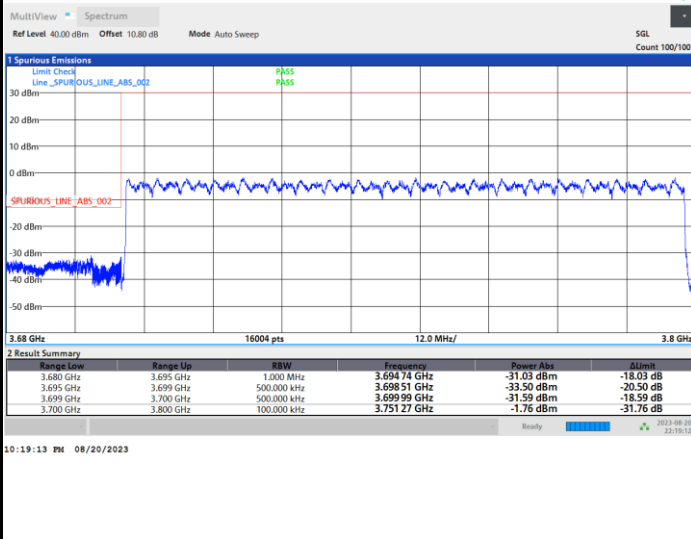 MultiView Spectrum
Ref Level 40.00 dBm Offset 10.80 dB Mode Auto Sweep SGL
Count 100/100
1 Spurious Emissions
Limit Check PASS
Line _SPURIOUS_LINE_ABS_002 PASS
30 dBm
20 dBm
10 dBm
0 dBm
_SPURIOUS_LINE_ABS_002
-20 dBm
-30 dBm
-40 dBm
-50 dBm
3.68 GHz 16004 pts 12.0 MHz/ 3.8 GHz
2 Result Summary
Range Low Range Up RBW Frequency Power Abs ΔLimit
3.680 GHz 3.695 GHz 1.000 MHz 3.694 74 GHz -31.03 dBm -18.03 dB
3.695 GHz 3.699 GHz 500.000 kHz 3.698 51 GHz -33.50 dBm -20.50 dB
3.699 GHz 3.700 GHz 500.000 kHz 3.699 99 GHz -31.59 dBm -18.59 dB
3.700 GHz 3.800 GHz 100.000 kHz 3.751 27 GHz -1.76 dBm -31.76 dB
Ready 2023-08-20
22:19:12
10:19:13 PM 08/20/2023